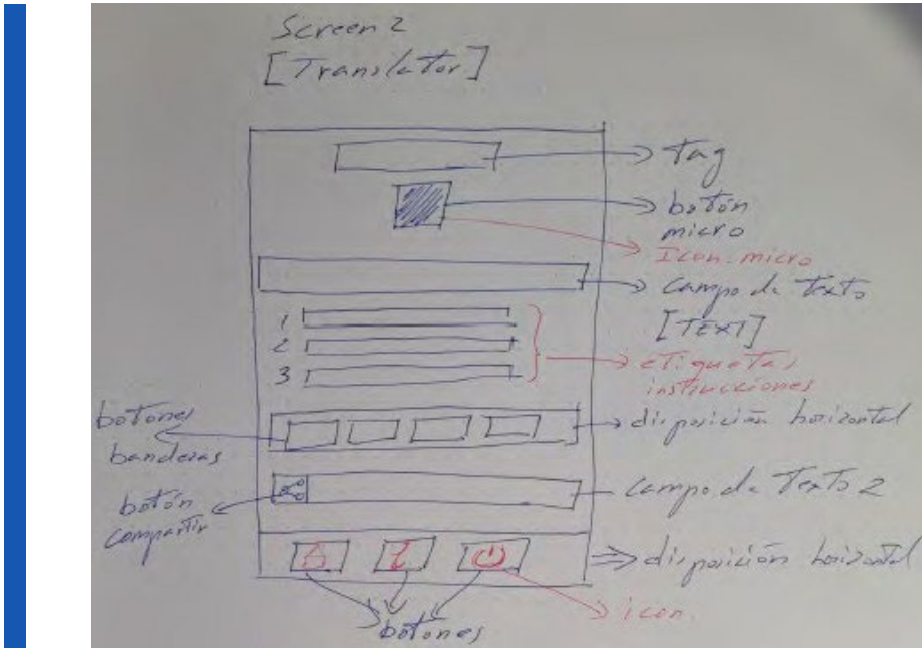 Screen 2
[Translator]
tag
botón
micro
Icon. micro
campo de texto
[TEXT]
1
2
3
etiquetas
instrucciones
botones
banderas
disposición horizontal
botón
compartir
campo de texto 2
disposición horizontal
botones
icon.